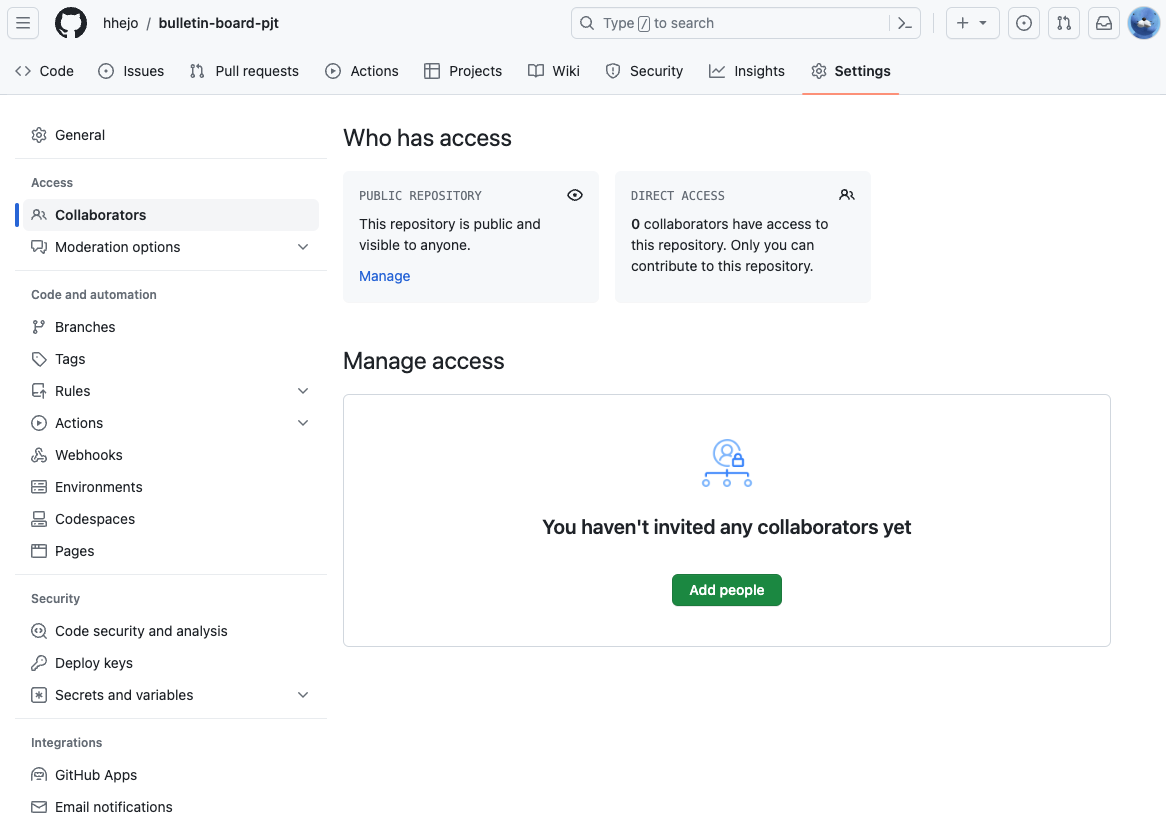 hhejo / bulletin-board-pjt
Type / to search
Code
Issues
Pull requests
Actions
Projects
Wiki
Security
Insights
Settings
General
Access
Collaborators
Moderation options
Code and automation
Branches
Tags
Rules
Actions
Webhooks
Environments
Codespaces
Pages
Security
Code security and analysis
Deploy keys
Secrets and variables
Integrations
GitHub Apps
Email notifications
Who has access
PUBLIC REPOSITORY
This repository is public and
visible to anyone.
Manage
DIRECT ACCESS
0 collaborators have access to
this repository. Only you can
contribute to this repository.
Manage access
You haven't invited any collaborators yet
Add people